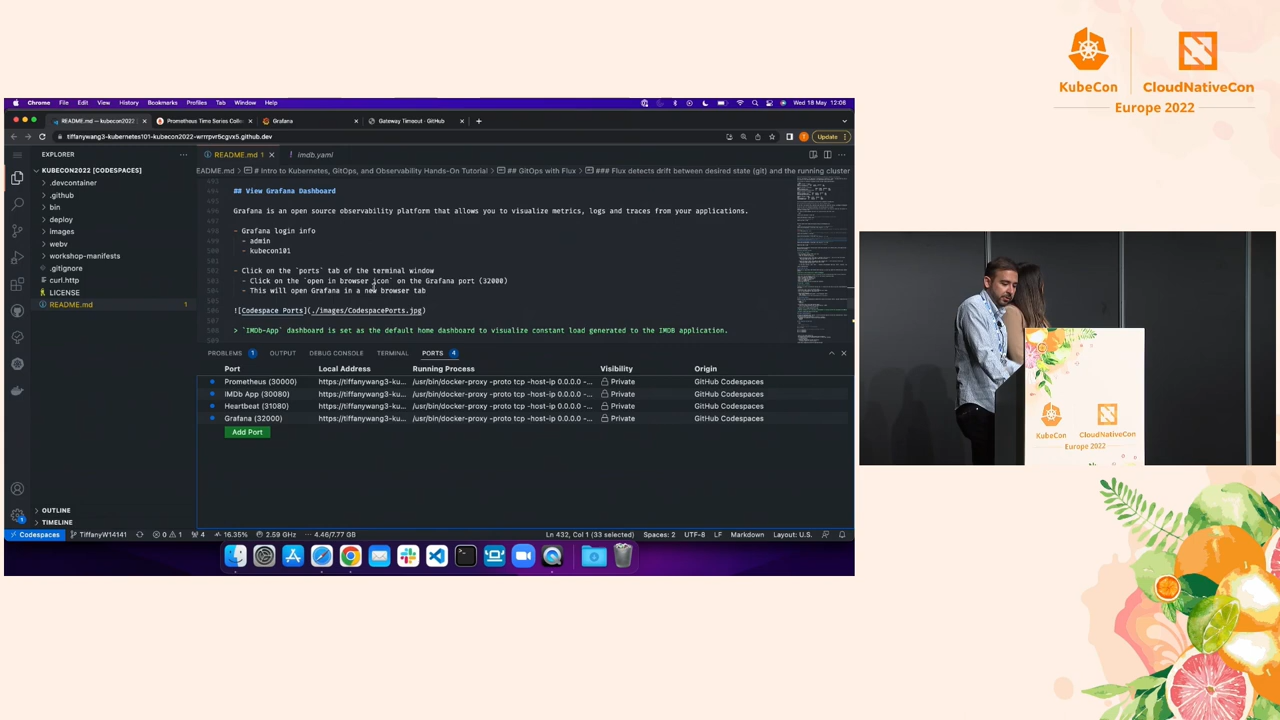 KubeCon
CloudNativeCon
Europe 2022
Chrome File Edit View History Bookmarks Profiles Tab Window Help
Wed 18 May 12:08
README.md — kubecon2022
Prometheus Time Series Colle
Grafana
Gateway Timeout · GitHub
tiffanywang3-kubernetes101-kubecon2022-wrrrpvr5cgvx5.github.dev
Update
EXPLORER
KUBECON2022 [CODESPACES]
.devcontainer
.github
bin
deploy
images
webv
workshop-manifests
.gitignore
curl.http
LICENSE
README.md 1
OUTLINE
TIMELINE
README.md 1
imdb.yaml
EADME.md > # Intro to Kubernetes, GitOps, and Observability Hands-On Tutorial > ## GitOps with Flux > ### Flux detects drift between desired state (git) and the running cluster
## View Grafana Dashboard
Grafana is an open source observability platform that allows you to visualize metrics, logs and traces from your applications.
- Grafana login info
- admin
- kubecon101
- Click on the `ports` tab of the terminal window
- Click on the `open in browser icon` on the Grafana port (32000)
- This will open Grafana in a new browser tab
![Codespace Ports](./images/CodespacePorts.jpg)
> `IMDb-App` dashboard is set as the default home dashboard to visualize constant load generated to the IMDB application.
PROBLEMS 1 OUTPUT DEBUG CONSOLE TERMINAL PORTS 4
Port Local Address Running Process Visibility Origin
Prometheus (30000) https://tiffanywang3-ku... /usr/bin/docker-proxy -proto tcp -host-ip 0.0.0.0 -... Private GitHub Codespaces
IMDb App (30080) https://tiffanywang3-ku... /usr/bin/docker-proxy -proto tcp -host-ip 0.0.0.0 -... Private GitHub Codespaces
Heartbeat (31080) https://tiffanywang3-ku... /usr/bin/docker-proxy -proto tcp -host-ip 0.0.0.0 -... Private GitHub Codespaces
Grafana (32000) https://tiffanywang3-ku... /usr/bin/docker-proxy -proto tcp -host-ip 0.0.0.0 -... Private GitHub Codespaces
Add Port
Codespaces TiffanyW14141 0 1 4 16.35% 2.59 GHz 4.46/7.77 GB Ln 432, Col 1 (33 selected) Spaces: 2 UTF-8 LF Markdown Layout: U.S.
KubeCon
CloudNativeCon
Europe 2022